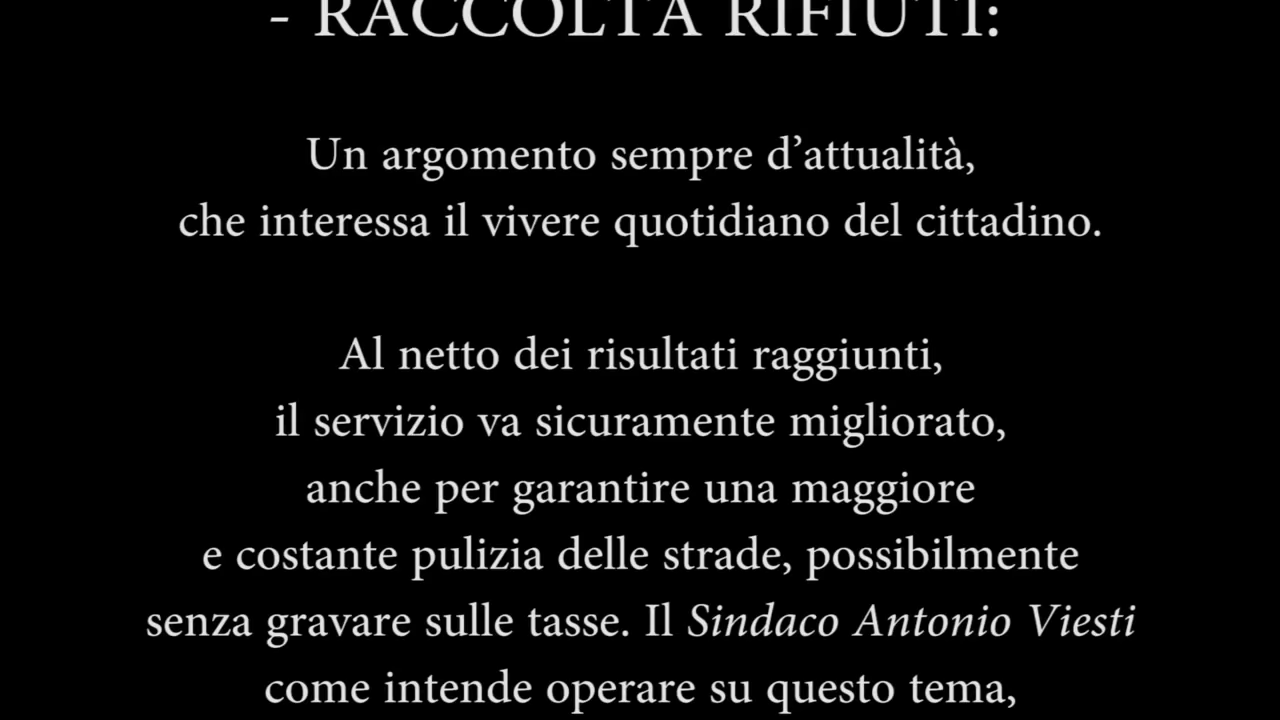 - RACCOLTA RIFIUTI:
Un argomento sempre d’attualità,
che interessa il vivere quotidiano del cittadino.
Al netto dei risultati raggiunti,
il servizio va sicuramente migliorato,
anche per garantire una maggiore
e costante pulizia delle strade, possibilmente
senza gravare sulle tasse. Il Sindaco Antonio Viesti
come intende operare su questo tema,